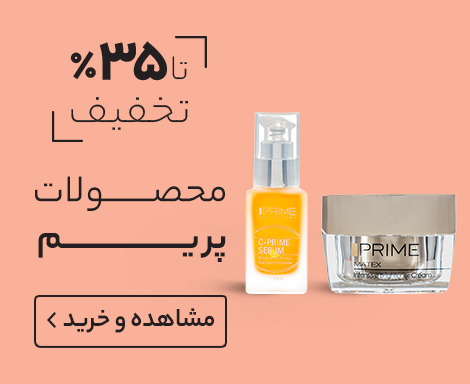 تا ۳۵%
تخفیف
محصولات
پریم
مشاهده و خرید
PRIME
C-PRIME
SERUM
PRIME
MATEX